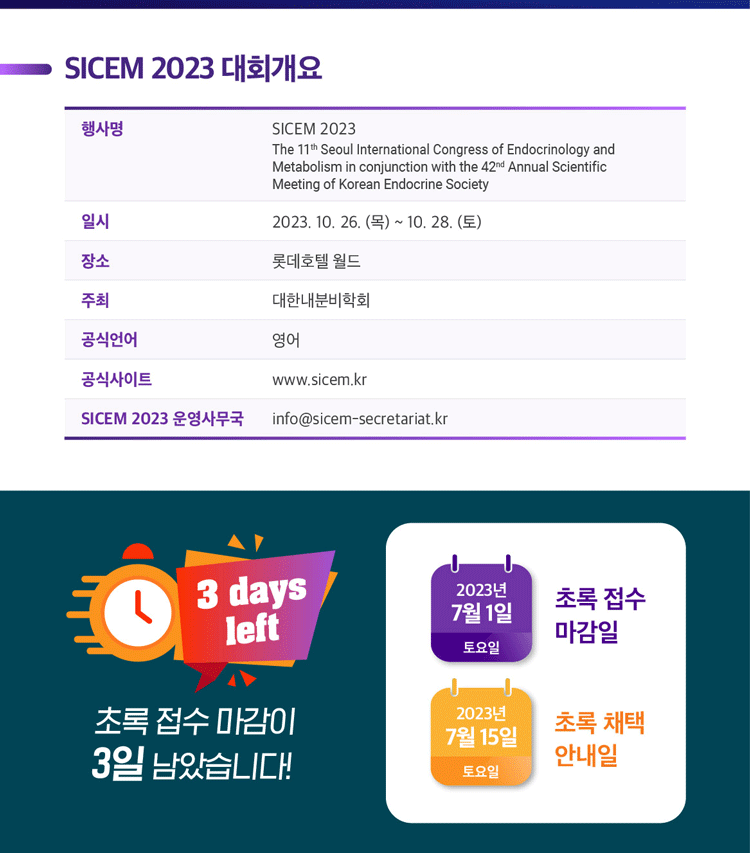 SICEM 2023 대회개요
행사명
SICEM 2023
The 11th Seoul International Congress of Endocrinology and
Metabolism in conjunction with the 42nd Annual Scientific
Meeting of Korean Endocrine Society
일시
2023. 10. 26. (목) ~ 10. 28. (토)
장소
롯데호텔 월드
주최
대한내분비학회
공식언어
영어
공식사이트
www.sicem.kr
SICEM 2023 운영사무국
info@sicem-secretariat.kr
3 days
left
초록 접수 마감이
3일 남았습니다!
2023년
7월 1일
토요일
초록 접수
마감일
2023년
7월 15일
토요일
초록 채택
안내일